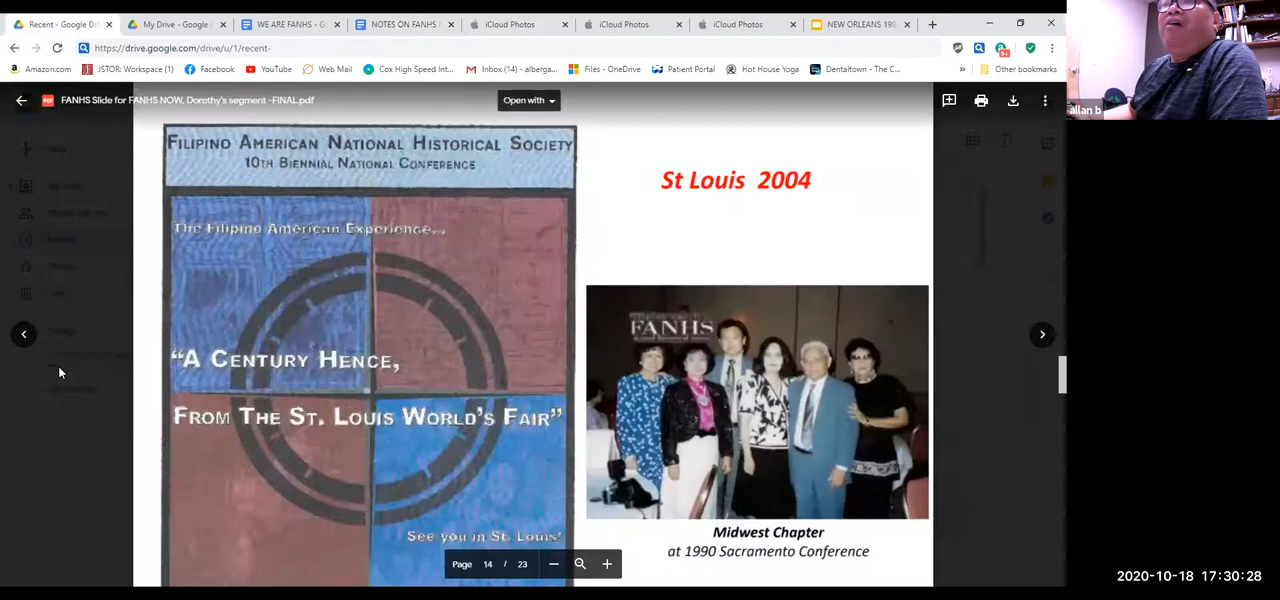 Recent - Google Dr
My Drive - Google D
WE ARE FANHS - G
NOTES ON FANHS
iCloud Photos
iCloud Photos
iCloud Photos
NEW ORLEANS 198
https://drive.google.com/drive/u/1/recent-
Amazon.com
JSTOR: Workspace (1)
Facebook
YouTube
Web Mail
Cox High Speed Int...
Inbox (14) - alberga...
Files - OneDrive
Patient Portal
Hot House Yoga
Dentaltown - The C...
Other bookmarks
FANHS Slide for FANHS NOW, Dorothy's segment -FINAL.pdf
Open with
allan b
FILIPINO AMERICAN NATIONAL HISTORICAL SOCIETY
10TH BIENNIAL NATIONAL CONFERENCE
The Filipino American Experience...
"A CENTURY HENCE,
FROM THE ST. LOUIS WORLD'S FAIR"
See you in St. Louis!
St Louis 2004
FANHS
Midwest Chapter
at 1990 Sacramento Conference
Page 14 / 23
2020-10-18 17:30:28